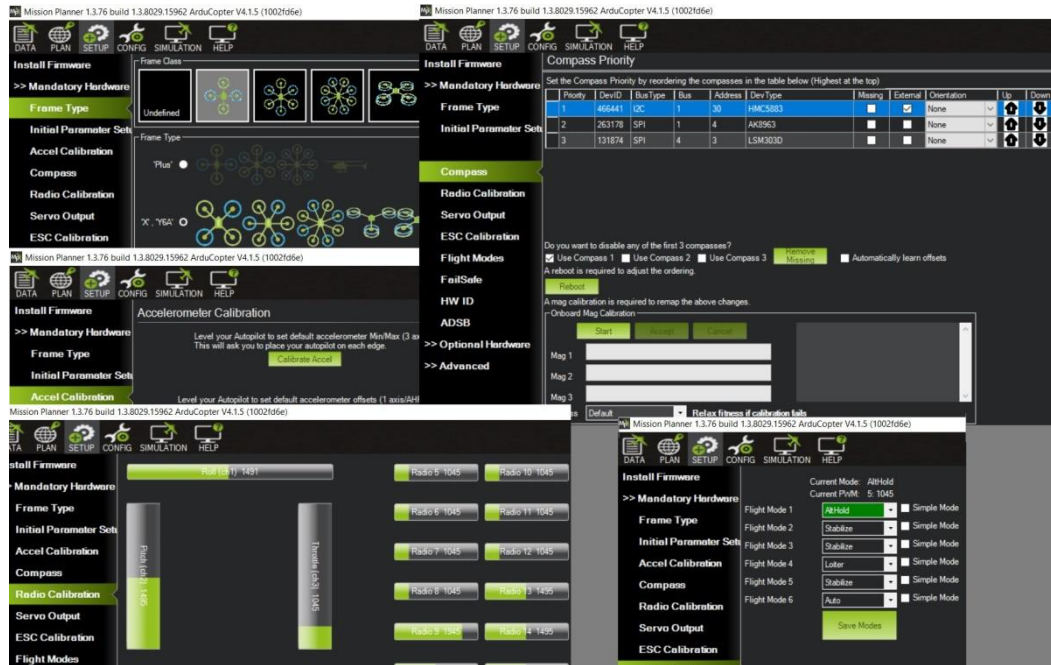 Mission Planner 1.3.76 build 1.3.8029.15962 ArduCopter V4.1.5 (1002fd6e)
DATA PLAN SETUP CONFIG SIMULATION HELP
Install Firmware
>> Mandatory Hardware
Frame Type
Initial Paramater Setu
Accel Calibration
Compass
Radio Calibration
Servo Output
ESC Calibration
Frame Class
Undefined
Frame Type
"Plus"
"X", "Y6A"
Mission Planner 1.3.76 build 1.3.8029.15962 ArduCopter V4.1.5 (1002fd6e)
DATA PLAN SETUP CONFIG SIMULATION HELP
Install Firmware
>> Mandatory Hardware
Frame Type
Initial Paramater Setu
Compass
Radio Calibration
Servo Output
ESC Calibration
Flight Modes
FailSafe
HW ID
ADSB
>> Optional Hardware
>> Advanced
Compass Priority
Set the Compass Priority by reordering the compasses in the table below (Highest at the top)
Priority DevID BusType Bus Address DevType Missing External Orientation Up Down
1 466441 I2C 1 30 HMC5883 None
2 263178 SPI 1 4 AK8963 None
3 131874 SPI 4 3 LSM303D None
Do you want to disable any of the first 3 compasses?
Use Compass 1 Use Compass 2 Use Compass 3 Remove Missing Automatically learn offsets
A reboot is required to adjust the ordering.
Reboot
A mag calibration is required to remap the above changes.
Onboard Mag Calibration
Start Accept Cancel
Mag 1
Mag 2
Mag 3
ss Default Relax fitness if calibration fails
Mission Planner 1.3.76 build 1.3.8029.15962 ArduCopter V4.1.5 (1002fd6e)
DATA PLAN SETUP CONFIG SIMULATION HELP
Install Firmware
>> Mandatory Hardware
Frame Type
Initial Paramater Setu
Accel Calibration
Accelerometer Calibration
Level your Autopilot to set default accelerometer Min/Max (3 ax
This will ask you to place your autopilot on each edge.
Calibrate Accel
Level your Autopilot to set default accelerometer offsets (1 axis/AH
Mission Planner 1.3.76 build 1.3.8029.15962 ArduCopter V4.1.5 (1002fd6e)
TA PLAN SETUP CONFIG SIMULATION HELP
stall Firmware
Mandatory Hardware
Frame Type
Initial Paramater Setu
Accel Calibration
Compass
Radio Calibration
Servo Output
ESC Calibration
Flight Modes
Roll (ch1) 1491
Pitch (ch2) 1495
Throttle (ch3) 1045
Radio 5 1045 Radio 10 1045
Radio 6 1045 Radio 11 1045
Radio 7 1045 Radio 12 1045
Radio 8 1045 Radio 13 1495
Radio 9 1545 Radio 14 1495
Mission Planner 1.3.76 build 1.3.8029.15962 ArduCopter V4.1.5 (1002fd6e)
DATA PLAN SETUP CONFIG SIMULATION HELP
Install Firmware
>> Mandatory Hardware
Frame Type
Initial Paramater Setu
Accel Calibration
Compass
Radio Calibration
Servo Output
ESC Calibration
Current Mode: AltHold
Current PWM: 5: 1045
Flight Mode 1 AltHold Simple Mode
Flight Mode 2 Stabilize Simple Mode
Flight Mode 3 Stabilize Simple Mode
Flight Mode 4 Loiter Simple Mode
Flight Mode 5 Stabilize Simple Mode
Flight Mode 6 Auto Simple Mode
Save Modes